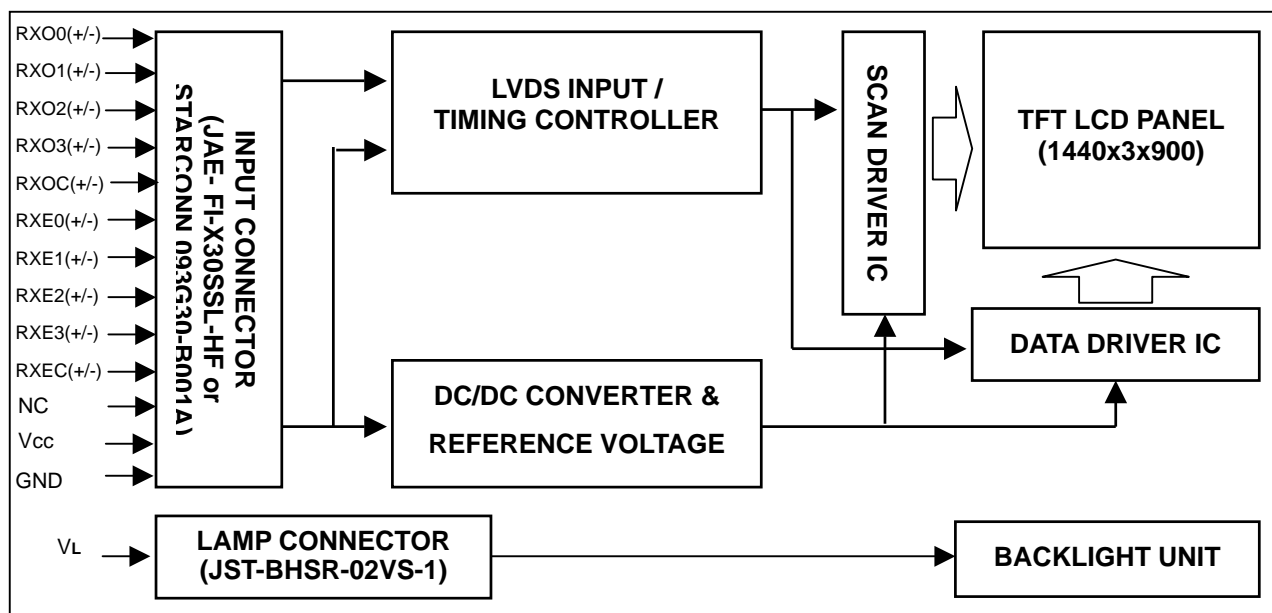 RXO0(+/-)
RXO1(+/-)
RXO2(+/-)
RXO3(+/-)
RXOC(+/-)
RXE0(+/-)
RXE1(+/-)
RXE2(+/-)
RXE3(+/-)
RXEC(+/-)
NC
Vcc
GND
VL
INPUT CONNECTOR
(JAE- FI-X30SSL-HF or
STARCONN 093G30-B001A)
LVDS INPUT /
TIMING CONTROLLER
DC/DC CONVERTER &
REFERENCE VOLTAGE
SCAN DRIVER IC
TFT LCD PANEL
(1440x3x900)
DATA DRIVER IC
LAMP CONNECTOR
(JST-BHSR-02VS-1)
BACKLIGHT UNIT